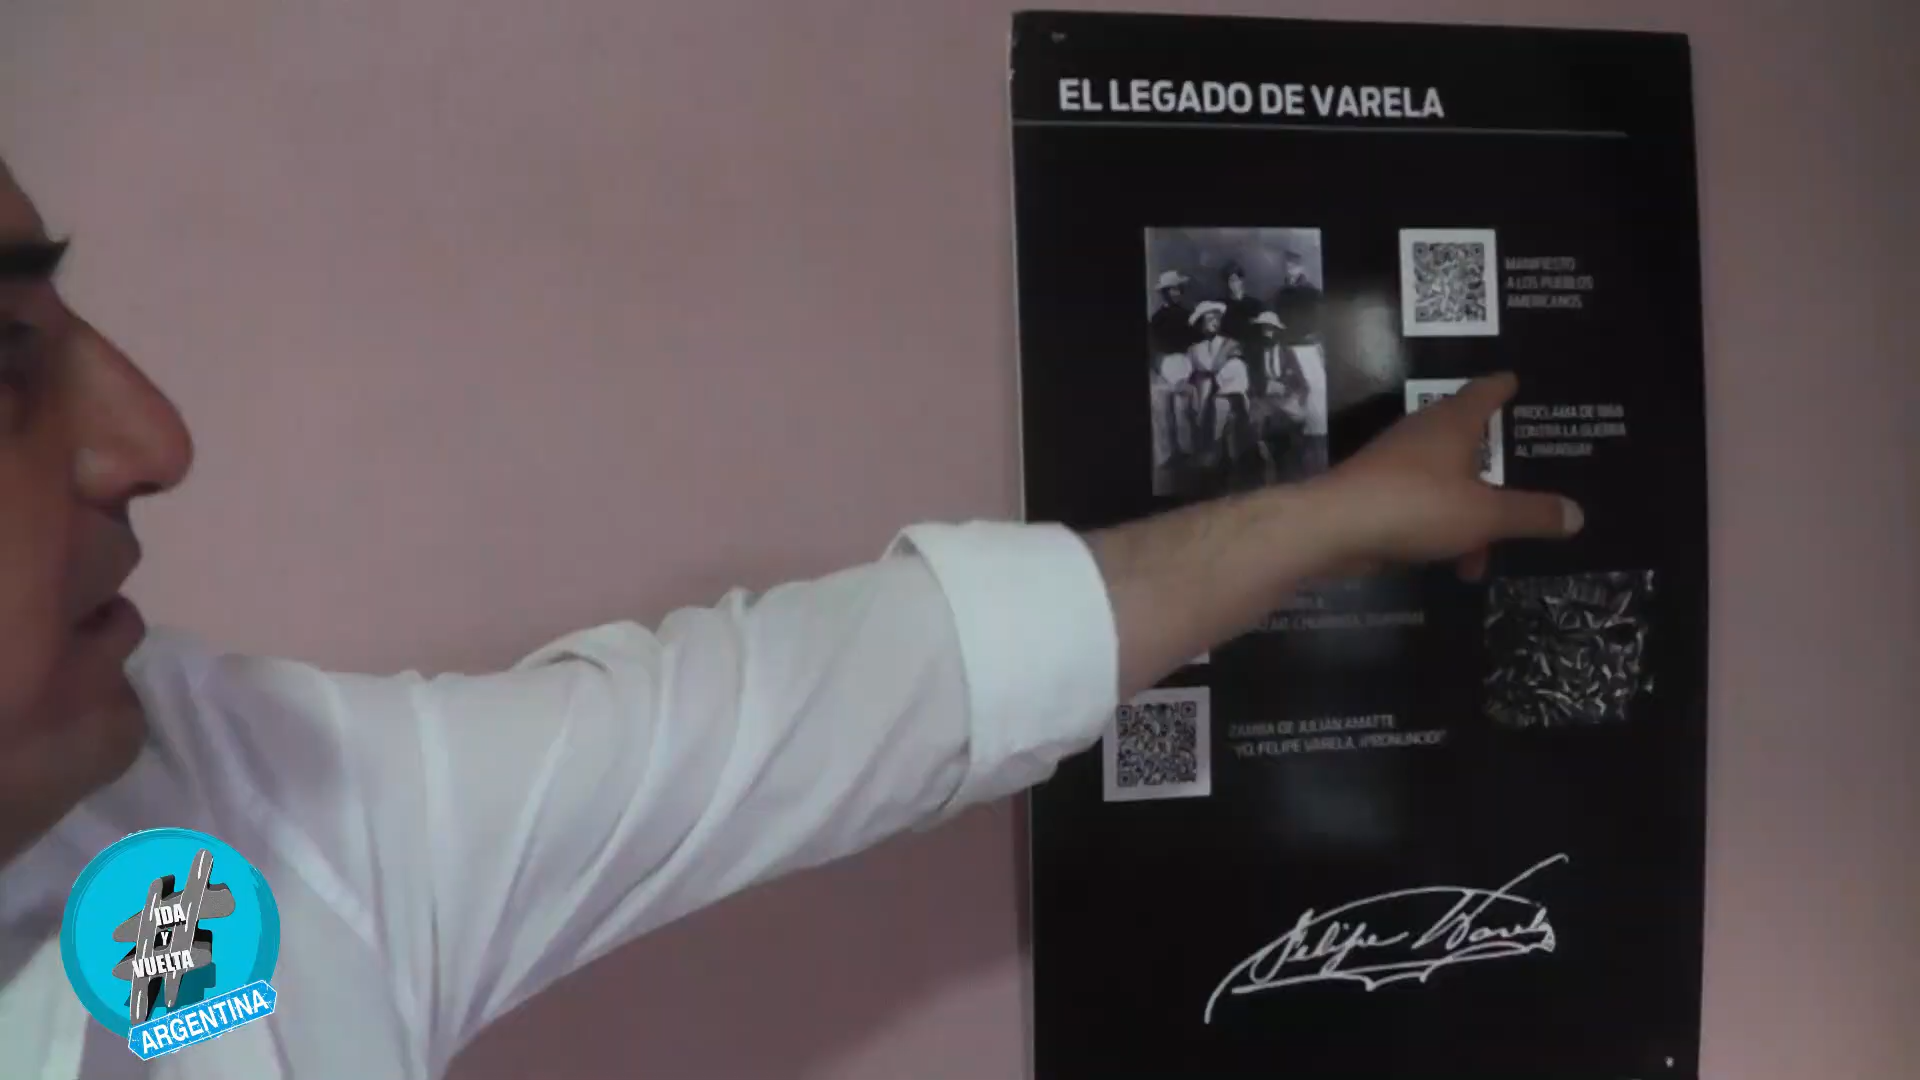 EL LEGADO DE VARELA
MANIFIESTO
A LOS PUEBLOS
AMERICANOS
PROCLAMA DE 1868
CONTRA LA GUERRA
AL PARAGUAY
ZAMBA DE JULIÁN AMATTE
"YO, FELIPE VARELA, ¡PRONUNCIO!"
Felipe Varela
IDA
Y
VUELTA
ARGENTINA